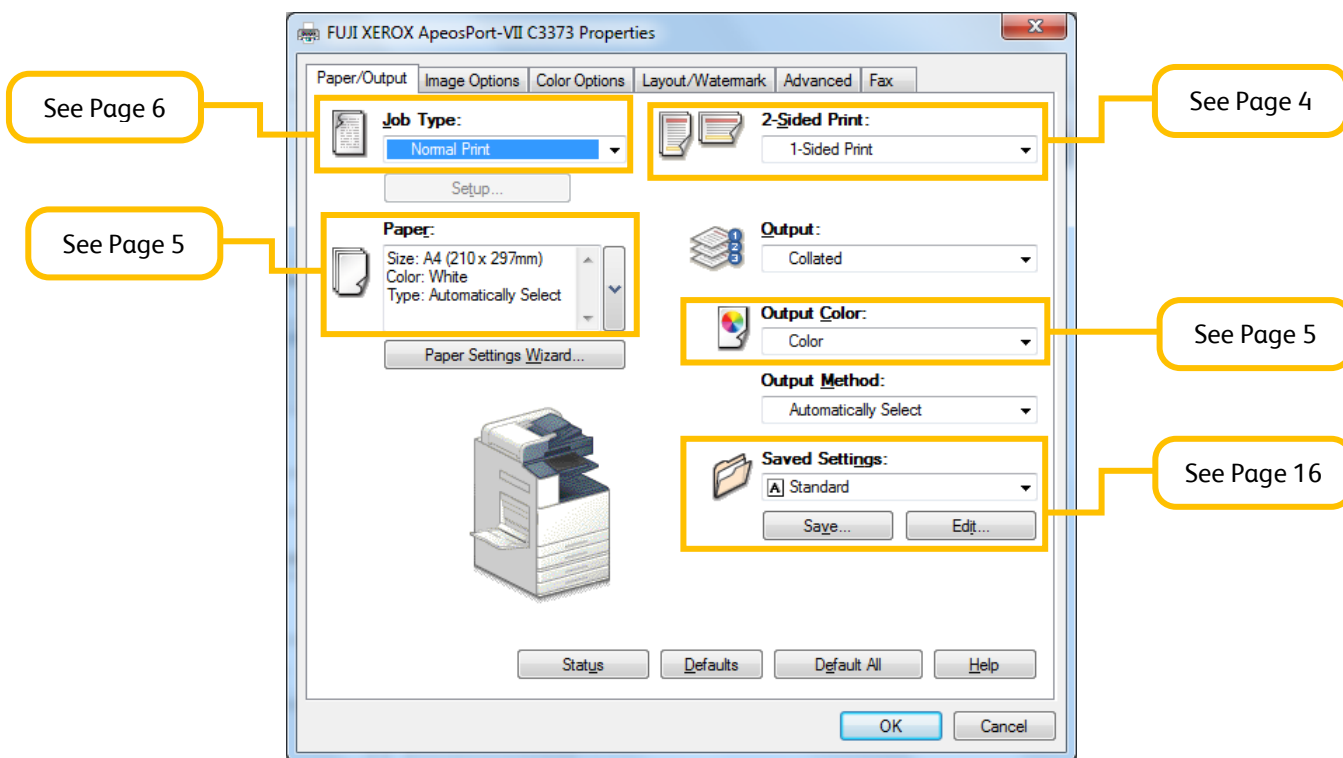 FUJI XEROX ApeosPort-VII C3373 Properties
Paper/Output Image Options Color Options Layout/Watermark Advanced Fax
See Page 6
Job Type:
Normal Print
Setup...
See Page 4
2-Sided Print:
1-Sided Print
See Page 5
Paper:
Size: A4 (210 x 297mm)
Color: White
Type: Automatically Select
Paper Settings Wizard...
Output:
1
2
3
Collated
Output Color:
Color
See Page 5
Output Method:
Automatically Select
Saved Settings:
A Standard
Save... Edit...
See Page 16
Status Defaults Default All Help
OK Cancel